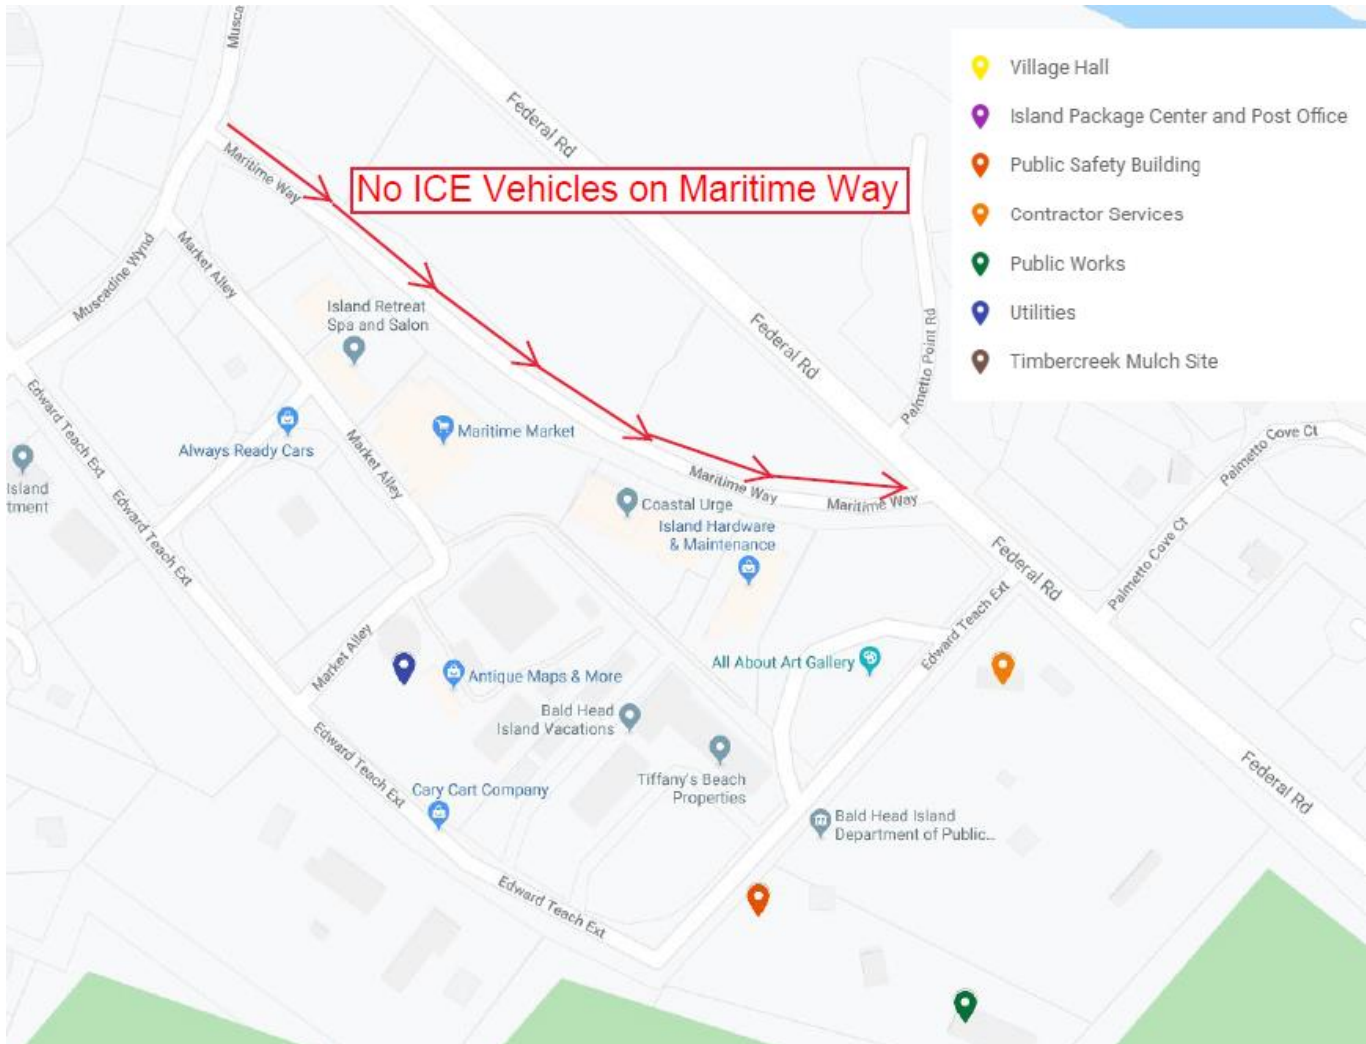 Musca
Federal Rd
Village Hall
Island Package Center and Post Office
Public Safety Building
Contractor Services
Public Works
Utilities
Timbercreek Mulch Site
Maritime Way
No ICE Vehicles on Maritime Way
Market Alley
Muscadine Wynd
Island Retreat
Spa and Salon
Federal Rd
Palmetto Point Rd
Edward Teach Ext
Always Ready Cars
Maritime Market
Market Alley
Palmetto Cove Ct
Island
tment
Edward Teach Ext
Maritime Way
Maritime Way
Coastal Urge
Island Hardware
& Maintenance
Federal Rd
Palmetto Cove Ct
Edward Teach Ext
Market Alley
All About Art Gallery
Antique Maps & More
Bald Head
Island Vacations
Edward Teach Ext
Tiffany's Beach
Properties
Cary Cart Company
Federal Rd
Bald Head Island
Department of Public...
Edward Teach Ext